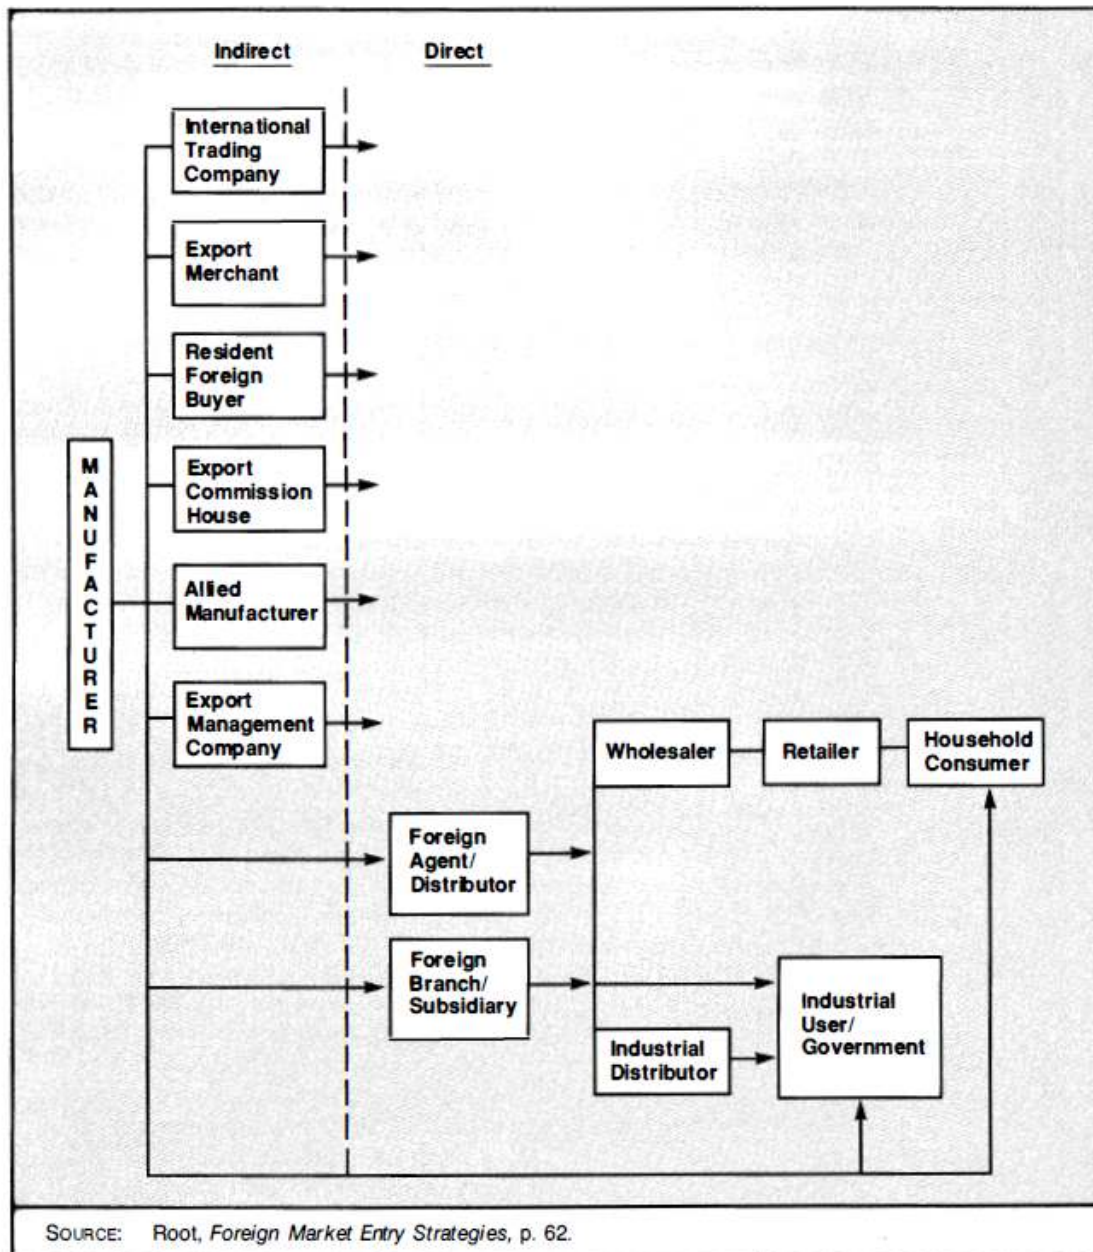 Indirect
Direct
International
Trading
Company
Export
Merchant
Resident
Foreign
Buyer
Export
Commission
House
Allied
Manufacturer
Export
Management
Company
MANUFACTURER
Wholesaler
Retailer
Household
Consumer
Foreign
Agent/
Distributor
Foreign
Branch/
Subsidiary
Industrial
User/
Government
Industrial
Distributor
SOURCE: Root, Foreign Market Entry Strategies, p. 62.